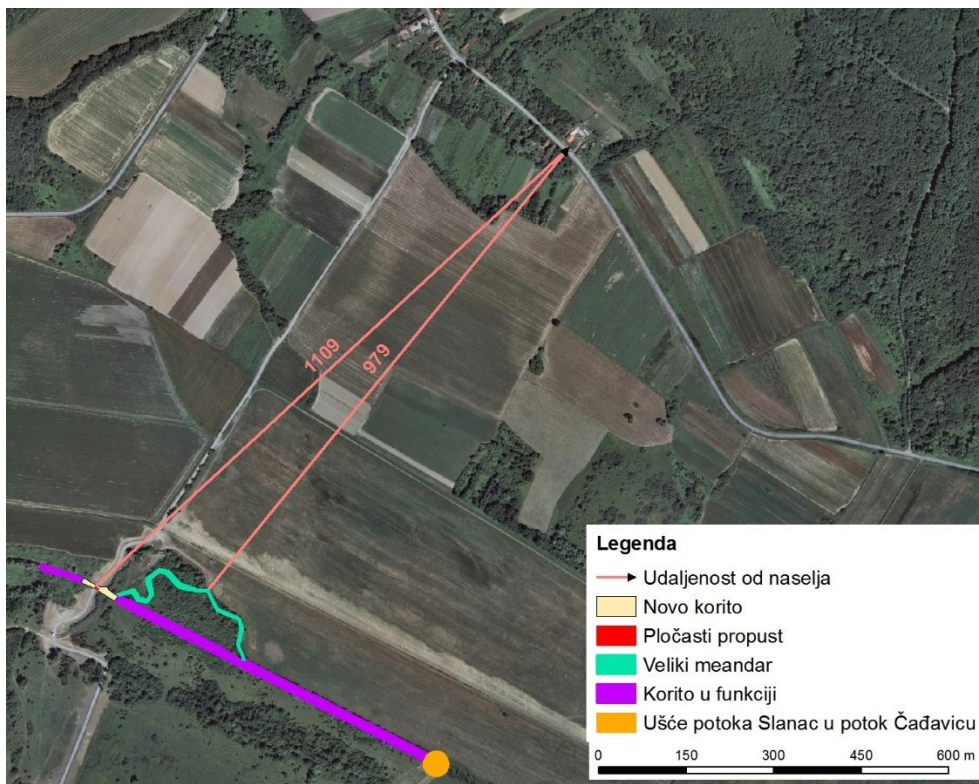 1109
979
Legenda
Udaljenost od naselja
Novo korito
Pločasti propust
Veliki meandar
Korito u funkciji
Ušće potoka Slanac u potok Čađavicu
0 150 300 450 600 m